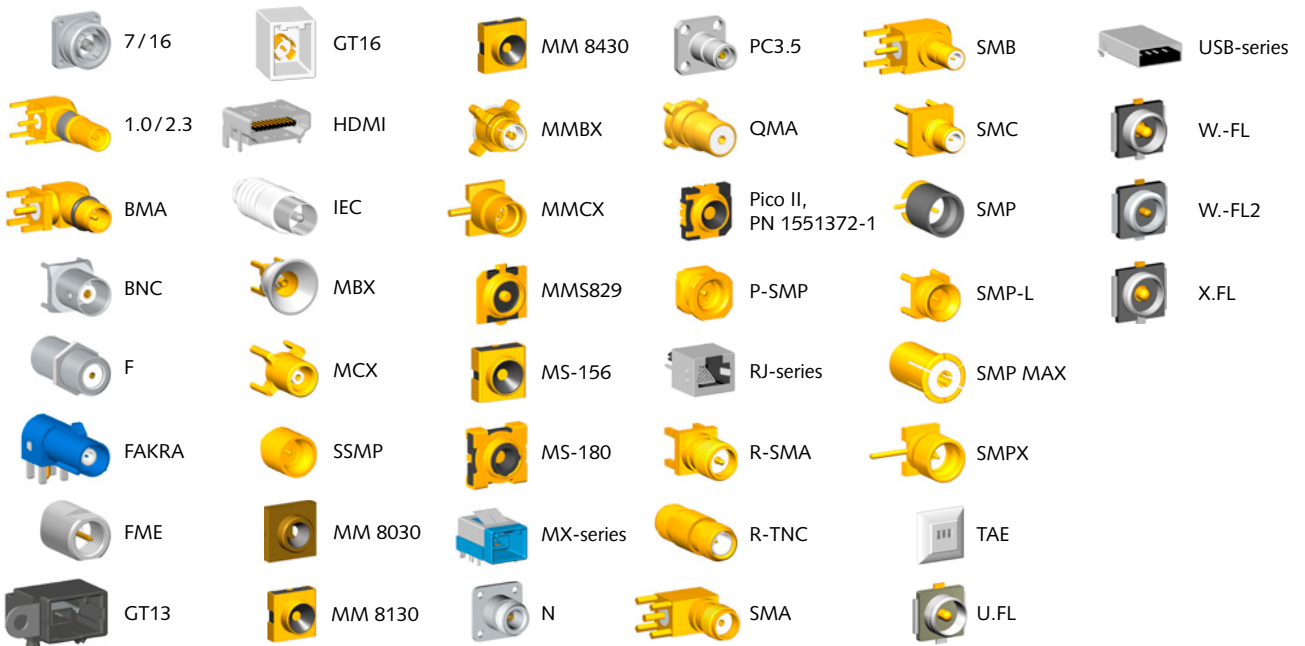 7/16
1.0/2.3
BMA
BNC
F
FAKRA
FME
GT13
GT16
HDMI
IEC
MBX
MCX
SSMP
MM 8030
MM 8130
MM 8430
MMBX
MMCX
MMS829
MS-156
MS-180
MX-series
N
PC3.5
QMA
Pico II,
PN 1551372-1
P-SMP
RJ-series
R-SMA
R-TNC
SMA
SMB
SMC
SMP
SMP-L
SMP MAX
SMPX
TAE
U.FL
USB-series
W.-FL
W.-FL2
X.FL